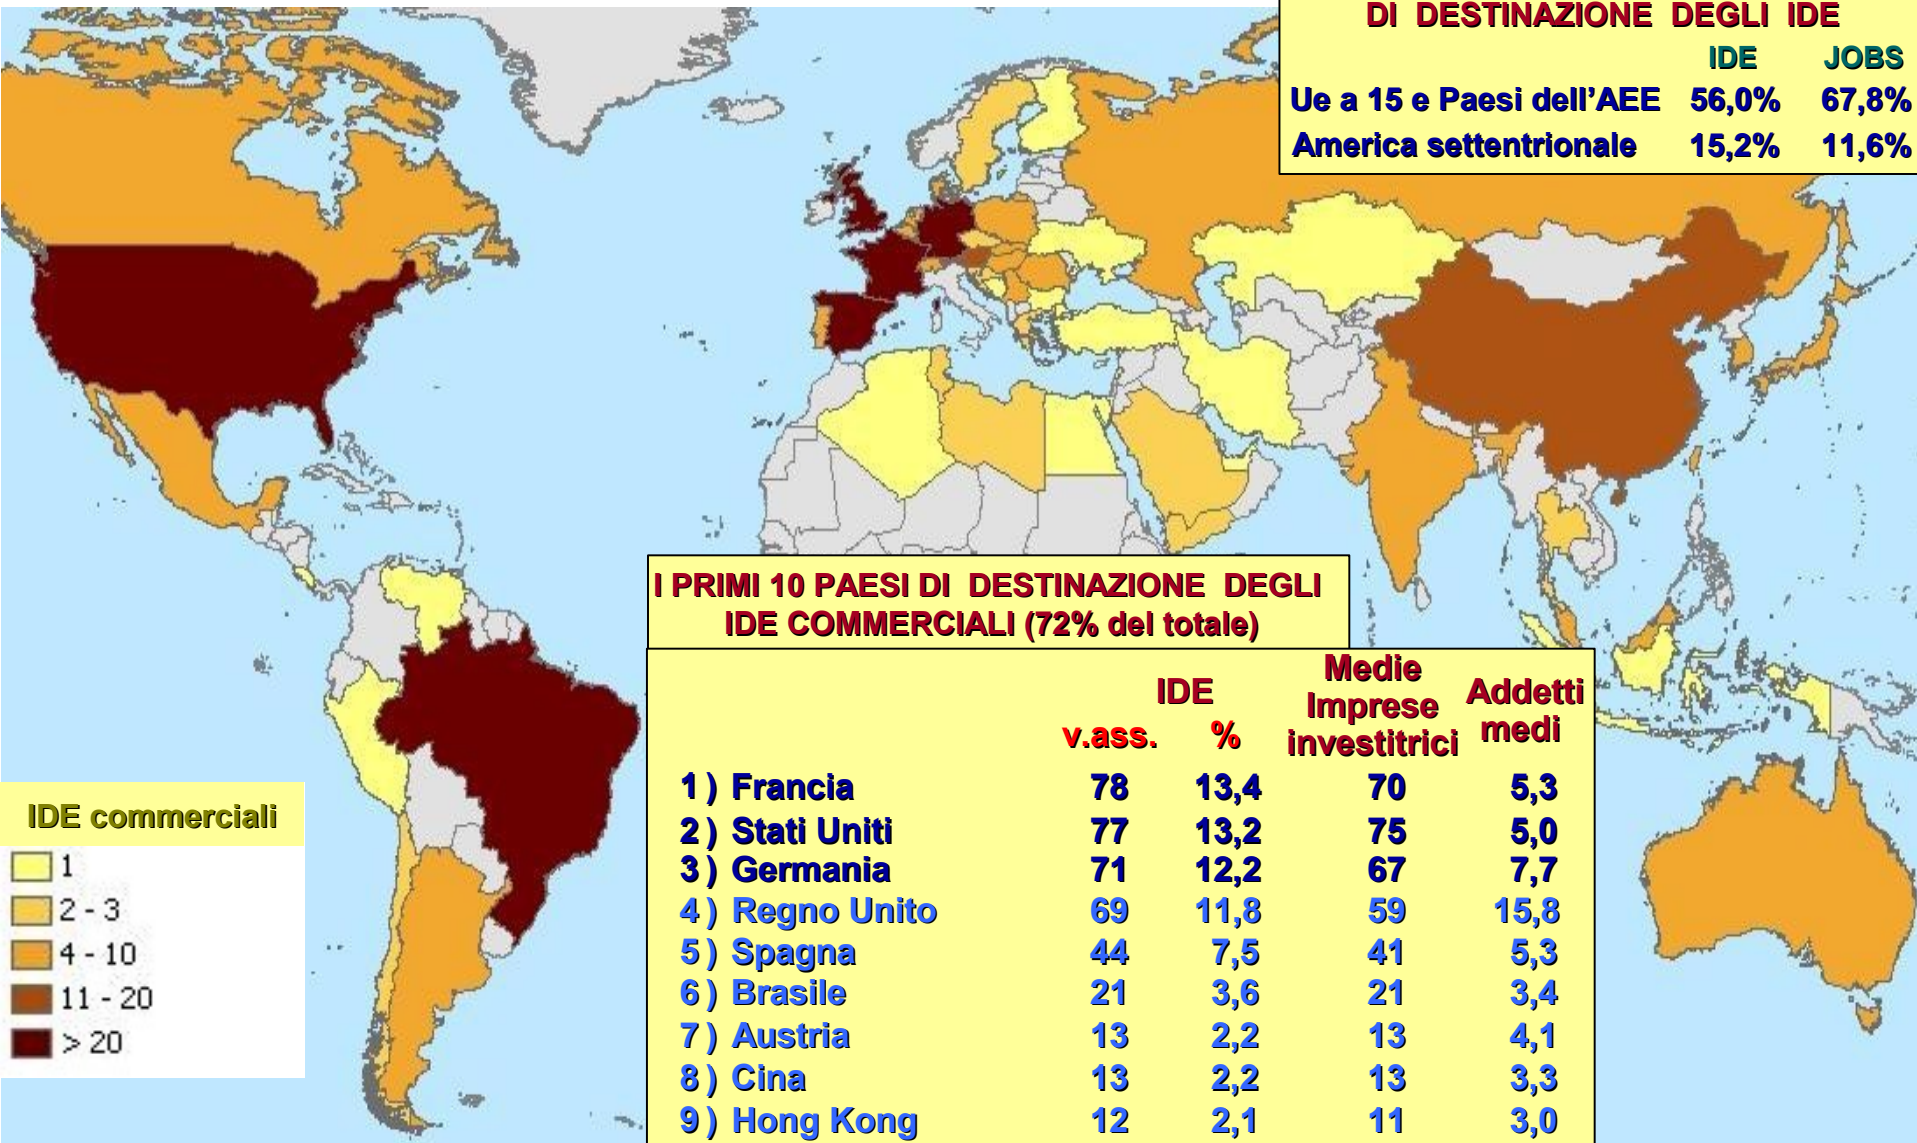 DI DESTINAZIONE DEGLI IDE
IDE JOBS
Ue a 15 e Paesi dell’AEE 56,0% 67,8%
America settentrionale 15,2% 11,6%
I PRIMI 10 PAESI DI DESTINAZIONE DEGLI
IDE COMMERCIALI (72% del totale)
IDE Medie Imprese investitrici Addetti medi
v.ass. %
1) Francia 78 13,4 70 5,3
2) Stati Uniti 77 13,2 75 5,0
3) Germania 71 12,2 67 7,7
4) Regno Unito 69 11,8 59 15,8
5) Spagna 44 7,5 41 5,3
6) Brasile 21 3,6 21 3,4
7) Austria 13 2,2 13 4,1
8) Cina 13 2,2 13 3,3
9) Hong Kong 12 2,1 11 3,0
IDE commerciali
1
2 - 3
4 - 10
11 - 20
> 20